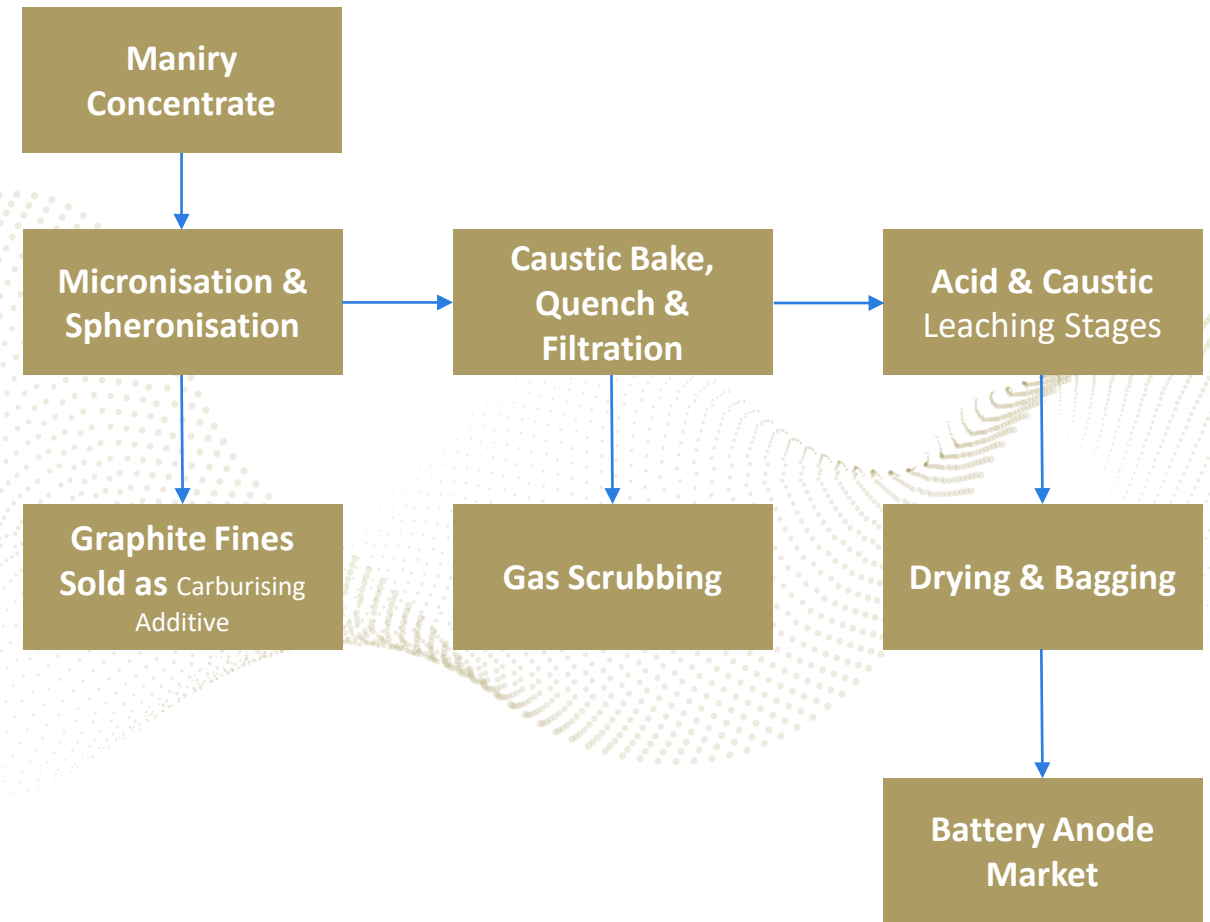 Maniry
Concentrate
Micronisation &
Spheronisation
Caustic Bake,
Quench &
Filtration
Acid & Caustic
Leaching Stages
Graphite Fines
Sold as Carburising
Additive
Gas Scrubbing
Drying & Bagging
Battery Anode
Market